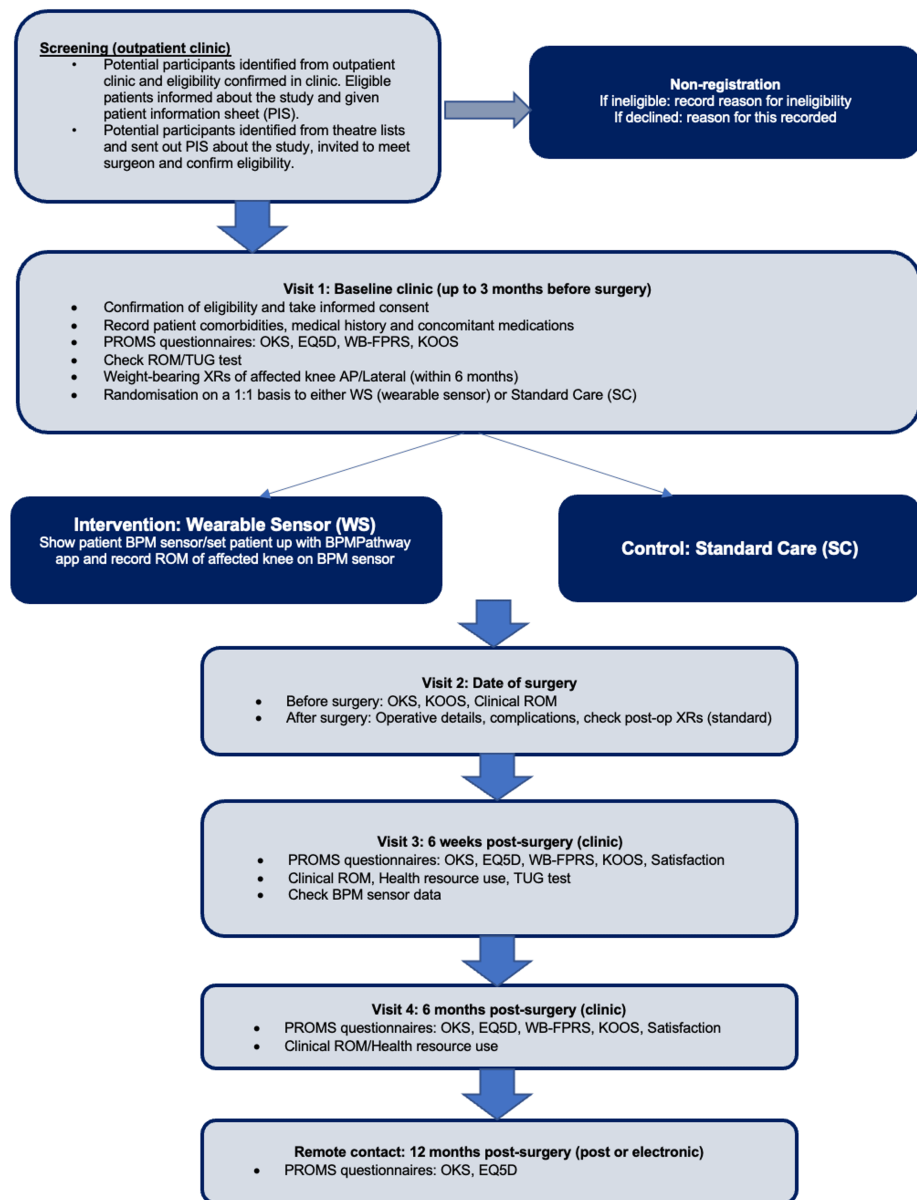 Screening (outpatient clinic)
• Potential participants identified from outpatient
clinic and eligibility confirmed in clinic. Eligible
patients informed about the study and given
patient information sheet (PIS).
• Potential participants identified from theatre lists
and sent out PIS about the study, invited to meet
surgeon and confirm eligibility.
Non-registration
If ineligible: record reason for ineligibility
If declined: reason for this recorded
Visit 1: Baseline clinic (up to 3 months before surgery)
• Confirmation of eligibility and take informed consent
• Record patient comorbidities, medical history and concomitant medications
• PROMS questionnaires: OKS, EQ5D, WB-FPRS, KOOS
• Check ROM/TUG test
• Weight-bearing XRs of affected knee AP/Lateral (within 6 months)
• Randomisation on a 1:1 basis to either WS (wearable sensor) or Standard Care (SC)
Intervention: Wearable Sensor (WS)
Show patient BPM sensor/set patient up with BPMPathway
app and record ROM of affected knee on BPM sensor
Control: Standard Care (SC)
Visit 2: Date of surgery
• Before surgery: OKS, KOOS, Clinical ROM
• After surgery: Operative details, complications, check post-op XRs (standard)
Visit 3: 6 weeks post-surgery (clinic)
• PROMS questionnaires: OKS, EQ5D, WB-FPRS, KOOS, Satisfaction
• Clinical ROM, Health resource use, TUG test
• Check BPM sensor data
Visit 4: 6 months post-surgery (clinic)
• PROMS questionnaires: OKS, EQ5D, WB-FPRS, KOOS, Satisfaction
• Clinical ROM/Health resource use
Remote contact: 12 months post-surgery (post or electronic)
• PROMS questionnaires: OKS, EQ5D